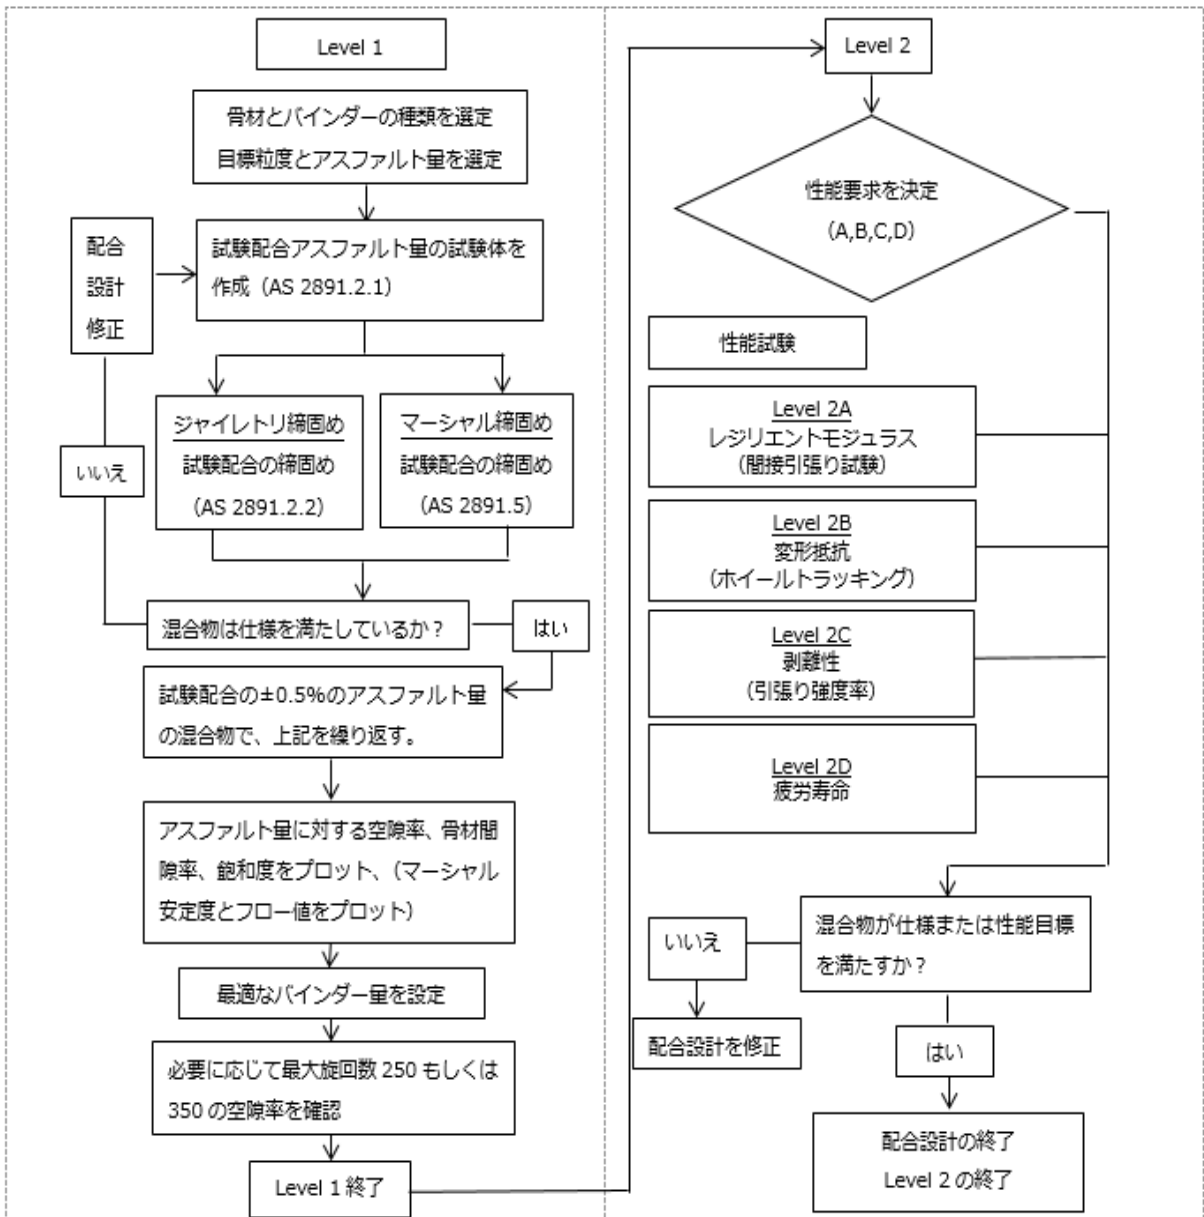 Level 1
骨材とバインダーの種類を選定
目標粒度とアスファルト量を選定
配合
設計
修正
試験配合アスファルト量の試験体を
作成（AS 2891.2.1）
ジャイレトリ締固め
試験配合の締固め
（AS 2891.2.2）
マーシャル締固め
試験配合の締固め
（AS 2891.5）
いいえ
混合物は仕様を満たしているか？
はい
試験配合の±0.5%のアスファルト量
の混合物で、上記を繰り返す。
アスファルト量に対する空隙率、骨材間
隙率、飽和度をプロット、（マーシャル
安定度とフロー値をプロット）
最適なバインダー量を設定
必要に応じて最大旋回数 250 もしくは
350 の空隙率を確認
Level 1 終了
Level 2
性能要求を決定
（A,B,C,D）
性能試験
Level 2A
レジリエントモジュラス
（間接引張り試験）
Level 2B
変形抵抗
（ホイールトラッキング）
Level 2C
剥離性
（引張り強度率）
Level 2D
疲労寿命
混合物が仕様または性能目標
を満たすか？
いいえ
配合設計を修正
はい
配合設計の終了
Level 2 の終了